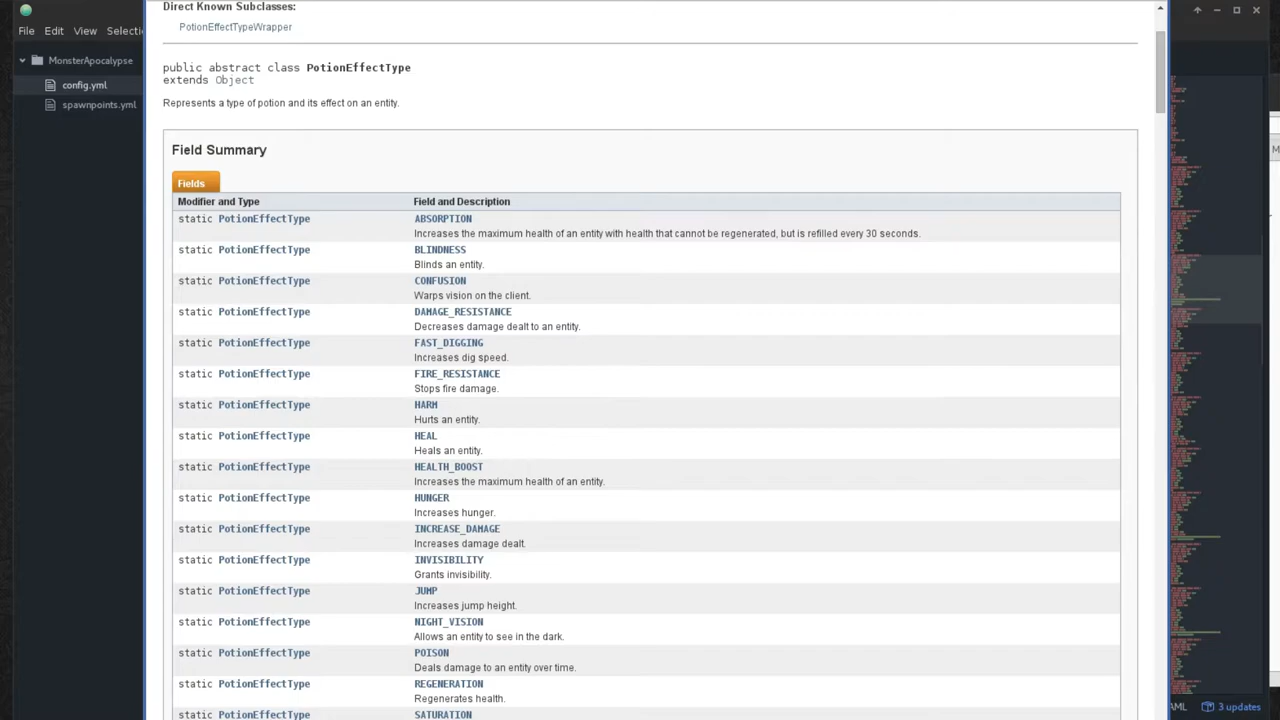 Direct Known Subclasses:
PotionEffectTypeWrapper
File Edit View Selecti
MonsterApocalypse
config.yml
spawnpoints.yml
public abstract class PotionEffectType
extends Object
Represents a type of potion and its effect on an entity.
Field Summary
Fields
Modifier and Type Field and Description
static PotionEffectType ABSORPTION
Increases the maximum health of an entity with health that cannot be regenerated, but is refilled every 30 seconds.
static PotionEffectType BLINDNESS
Blinds an entity.
static PotionEffectType CONFUSION
Warps vision on the client.
static PotionEffectType DAMAGE_RESISTANCE
Decreases damage dealt to an entity.
static PotionEffectType FAST_DIGGING
Increases dig speed.
static PotionEffectType FIRE_RESISTANCE
Stops fire damage.
static PotionEffectType HARM
Hurts an entity.
static PotionEffectType HEAL
Heals an entity.
static PotionEffectType HEALTH_BOOST
Increases the maximum health of an entity.
static PotionEffectType HUNGER
Increases hunger.
static PotionEffectType INCREASE_DAMAGE
Increases damage dealt.
static PotionEffectType INVISIBILITY
Grants invisibility.
static PotionEffectType JUMP
Increases jump height.
static PotionEffectType NIGHT_VISION
Allows an entity to see in the dark.
static PotionEffectType POISON
Deals damage to an entity over time.
static PotionEffectType REGENERATION
Regenerates health.
static PotionEffectType SATURATION
AML 3 updates